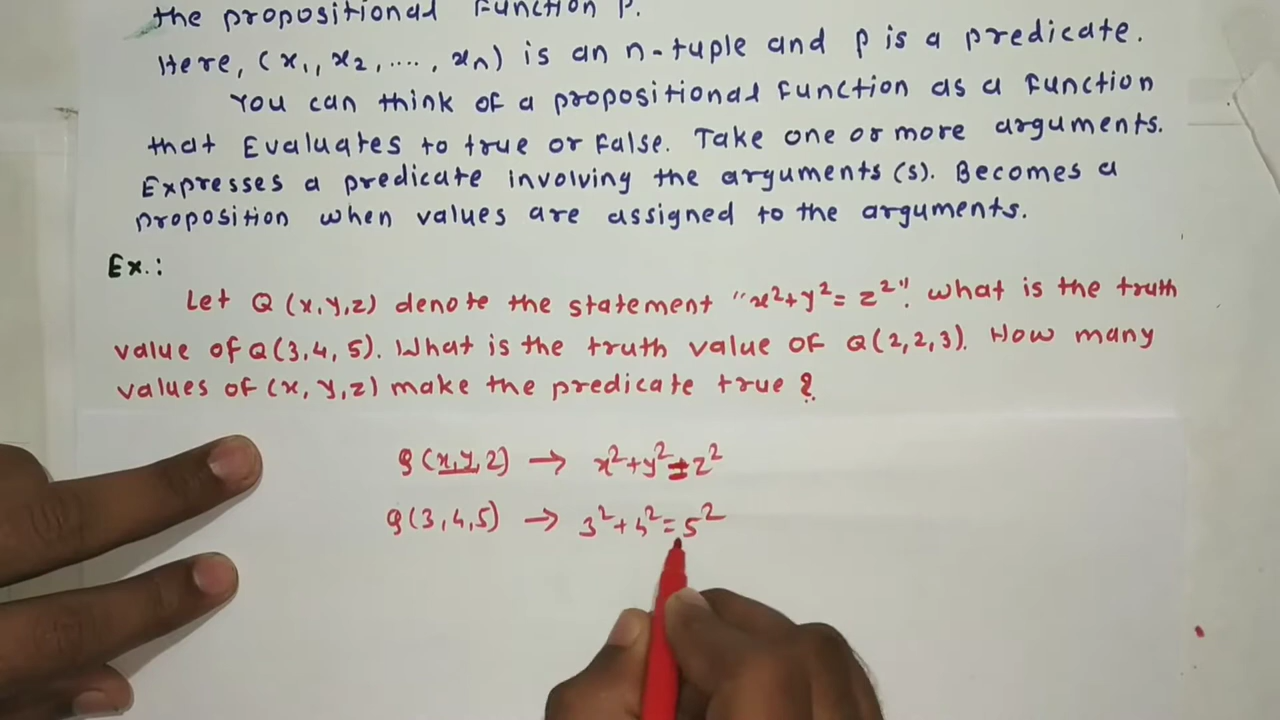 the propositional function P.
Here, (x₁, x₂, ...., xₙ) is an n-tuple and P is a predicate.
You can think of a propositional function as a function
that Evaluates to true or False. Take one or more arguments.
Expresses a predicate involving the arguments (s). Becomes a
proposition when values are assigned to the arguments.
Ex.:
Let Q (x,y,z) denote the statement "x²+y²=z²". What is the truth
value of Q(3,4,5). What is the truth value of Q(2,2,3). How many
values of (x, y,z) make the predicate true ?
Q(x,y,z) → x²+y²=z²
Q(3,4,5) → 3²+4²=5²